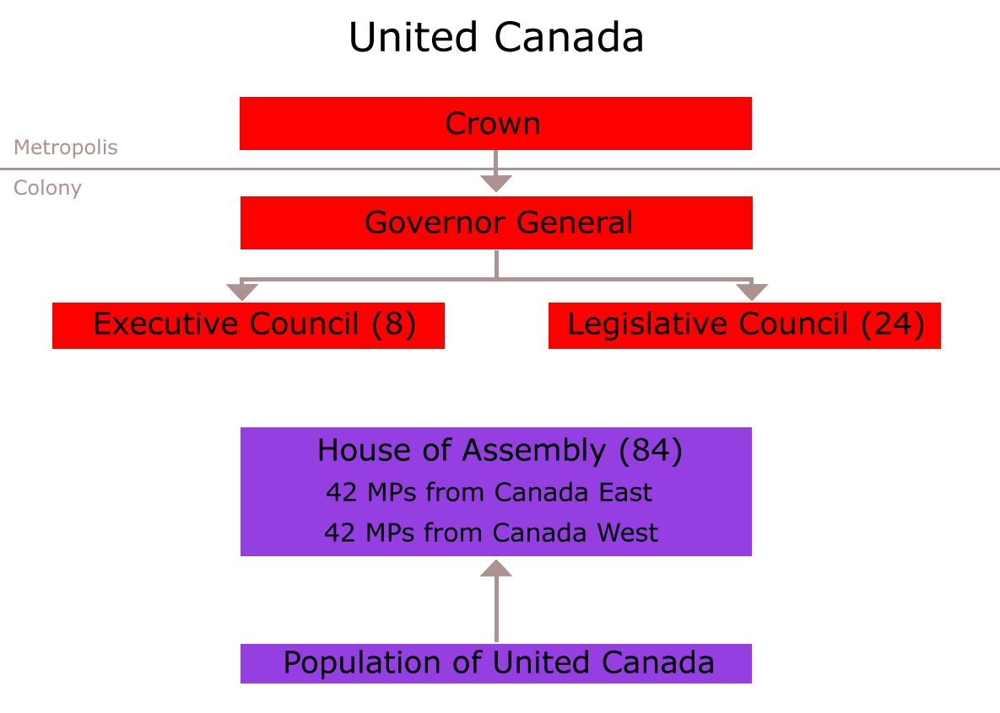 United Canada
Crown
Metropolis
Colony
Governor General
Executive Council (8)
Legislative Council (24)
House of Assembly (84)
42 MPs from Canada East
42 MPs from Canada West
Population of United Canada